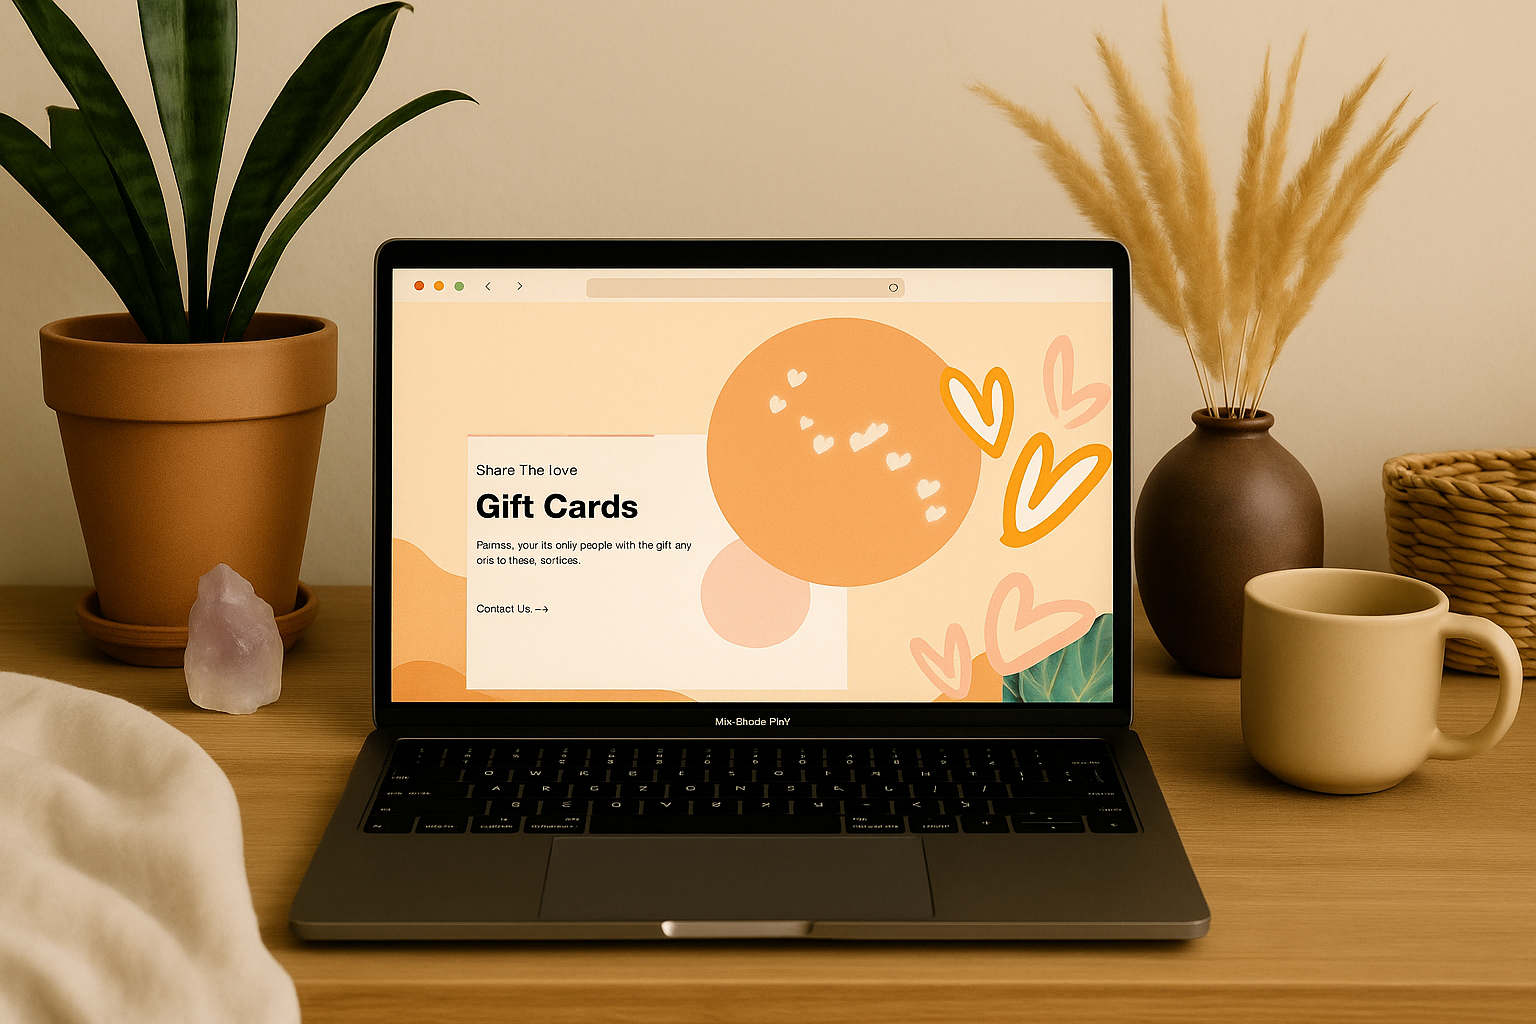 Share The love
Gift Cards
Paımss, your its onliy people with the gift any
oris to these, sortices.
Contact Us. –→
Mix-Bhode PlnY